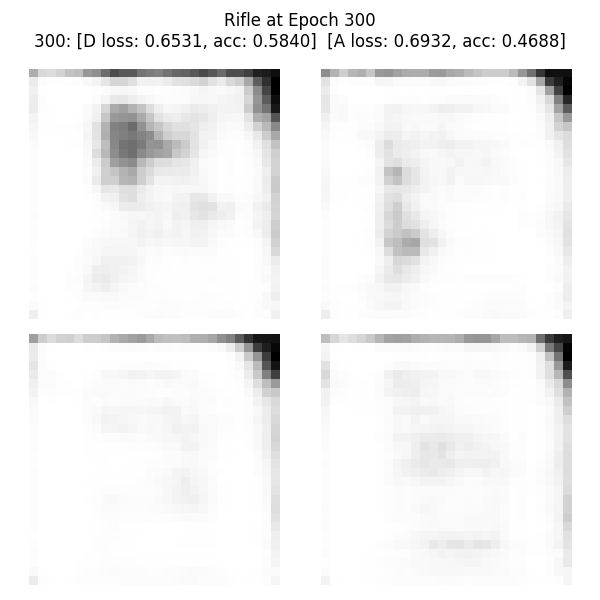 Rifle at Epoch 300
300: [D loss: 0.6531, acc: 0.5840]  [A loss: 0.6932, acc: 0.4688]